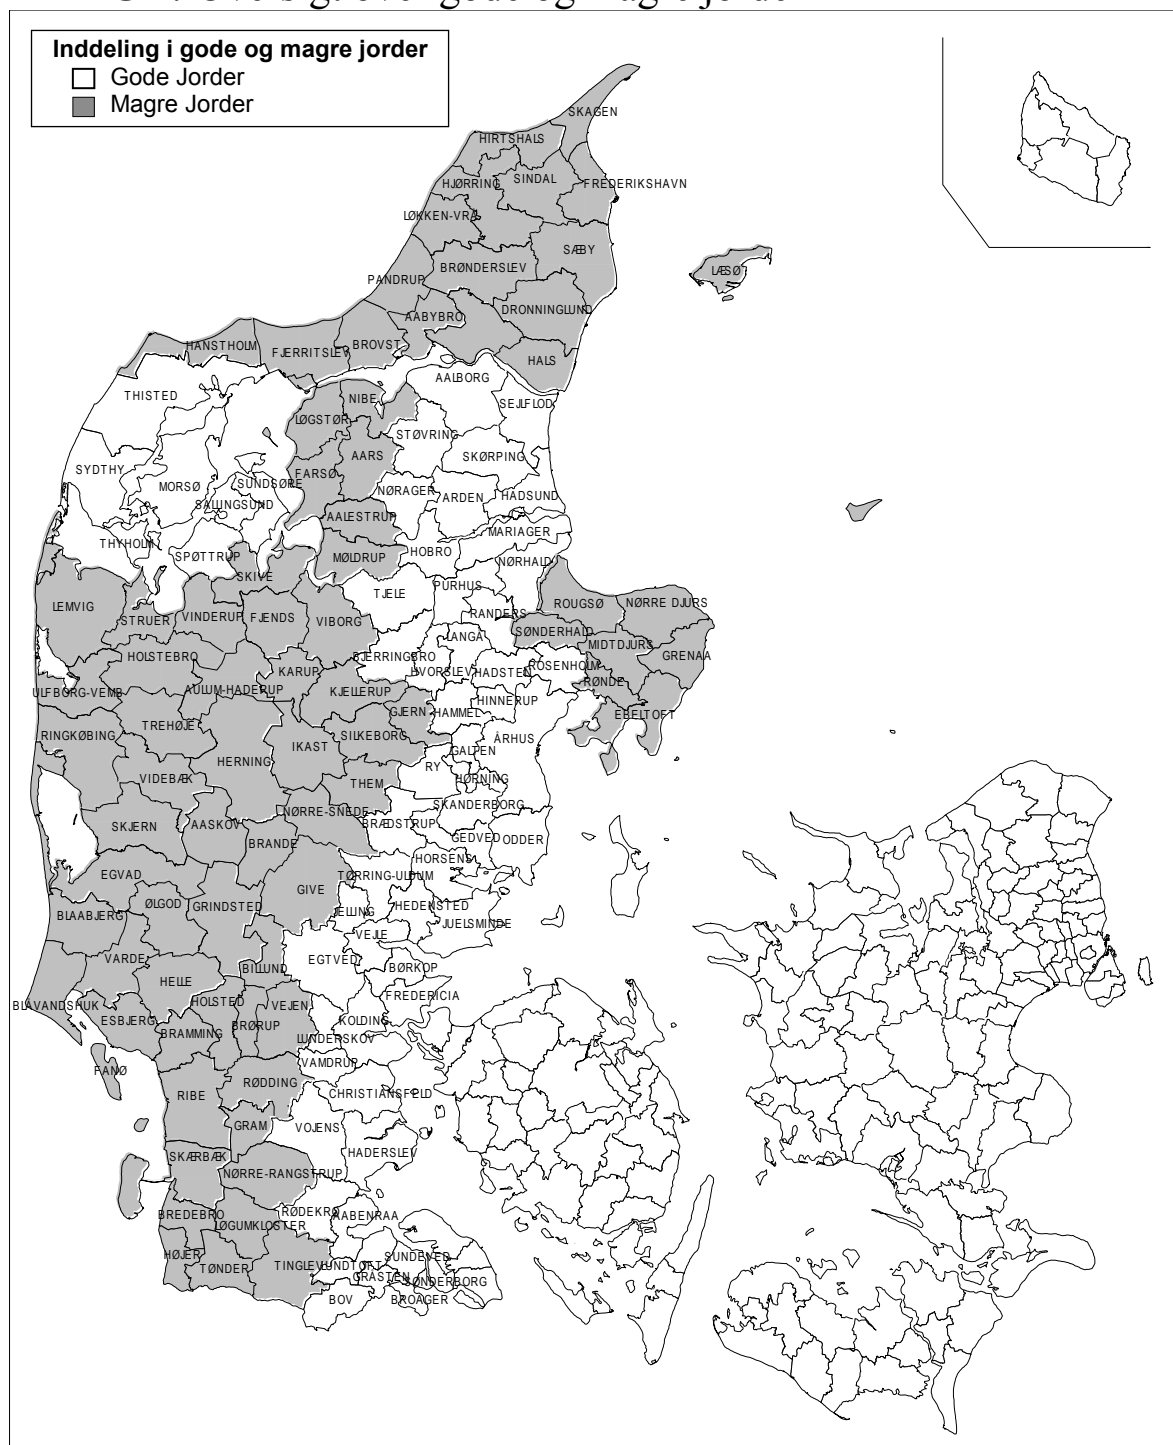 Inddeling i gode og magre jorder
Gode Jorder
Magre Jorder
SKAGEN
HIRTSHALS
HJØRRING
SINDAL
FREDERIKSHAVN
LØKKEN-VRÅ
SÆBY
BRØNDERSLEV
LÆSØ
PANDRUP
DRONNINGLUND
AABYBRO
HANSTHOLM
FJERRITSLEV
BROVST
HALS
AALBORG
THISTED
NIBE
SEJLFLOD
LØGSTØR
STØVRING
AARS
SKØRPING
SYDTHY
FARSØ
MORSØ
SUNDSØRE
NØRAGER
ARDEN
HADSUND
SALLINGSUND
AALESTRUP
MARIAGER
THYHOLM
SPØTTRUP
MØLDRUP
HOBRO
NØRHALD
SKIVE
PURHUS
TJELE
LEMVIG
ROUGSØ
NØRRE DJURS
STRUER
VINDERUP
FJENDS
VIBORG
RANDERS
LANGÅ
SØNDERHALD
MIDTDJURS
HOLSTEBRO
BJERRINGBRO
GRENAA
KARUP
HVORSLEV
HADSTEN
ROSENHOLM
RØNDE
ULFBORG-VEMB
AULUM-HADERUP
KJELLERUP
HINNERUP
GJERN
HAMMEL
EBELTOFT
TREHØJE
RINGKØBING
SILKEBORG
ÅRHUS
IKAST
GALTEN
HERNING
RY
VIDEBÆK
THEM
HØRNING
SKANDERBORG
NØRRE-SNEDE
SKJERN
AASKOV
BRÆDSTRUP
BRANDE
GEDVED
ODDER
HORSENS
EGVAD
TØRRING-ULDUM
GIVE
ØLGOD
GRINDSTED
HEDENSTED
JELLING
BLAABJERG
JUELSMINDE
VEJLE
VARDE
EGTVED
BILLUND
BØRKOP
HELLE
HOLSTED
FREDERICIA
BLÅVANDSHUK
VEJEN
ESBJERG
BRAMMING
BRØRUP
KOLDING
LUNDERSKOV
FANØ
VAMDRUP
RØDDING
RIBE
CHRISTIANSFELD
GRAM
VOJENS
HADERSLEV
SKÆRBÆK
NØRRE-RANGSTRUP
BREDEBRO
LØGUMKLOSTER
RØDEKRO
AABENRAA
HØJER
TØNDER
TINGLEV
LUNDTOFT
SUNDEVED
GRÅSTEN
SØNDERBORG
BOV
BROAGER